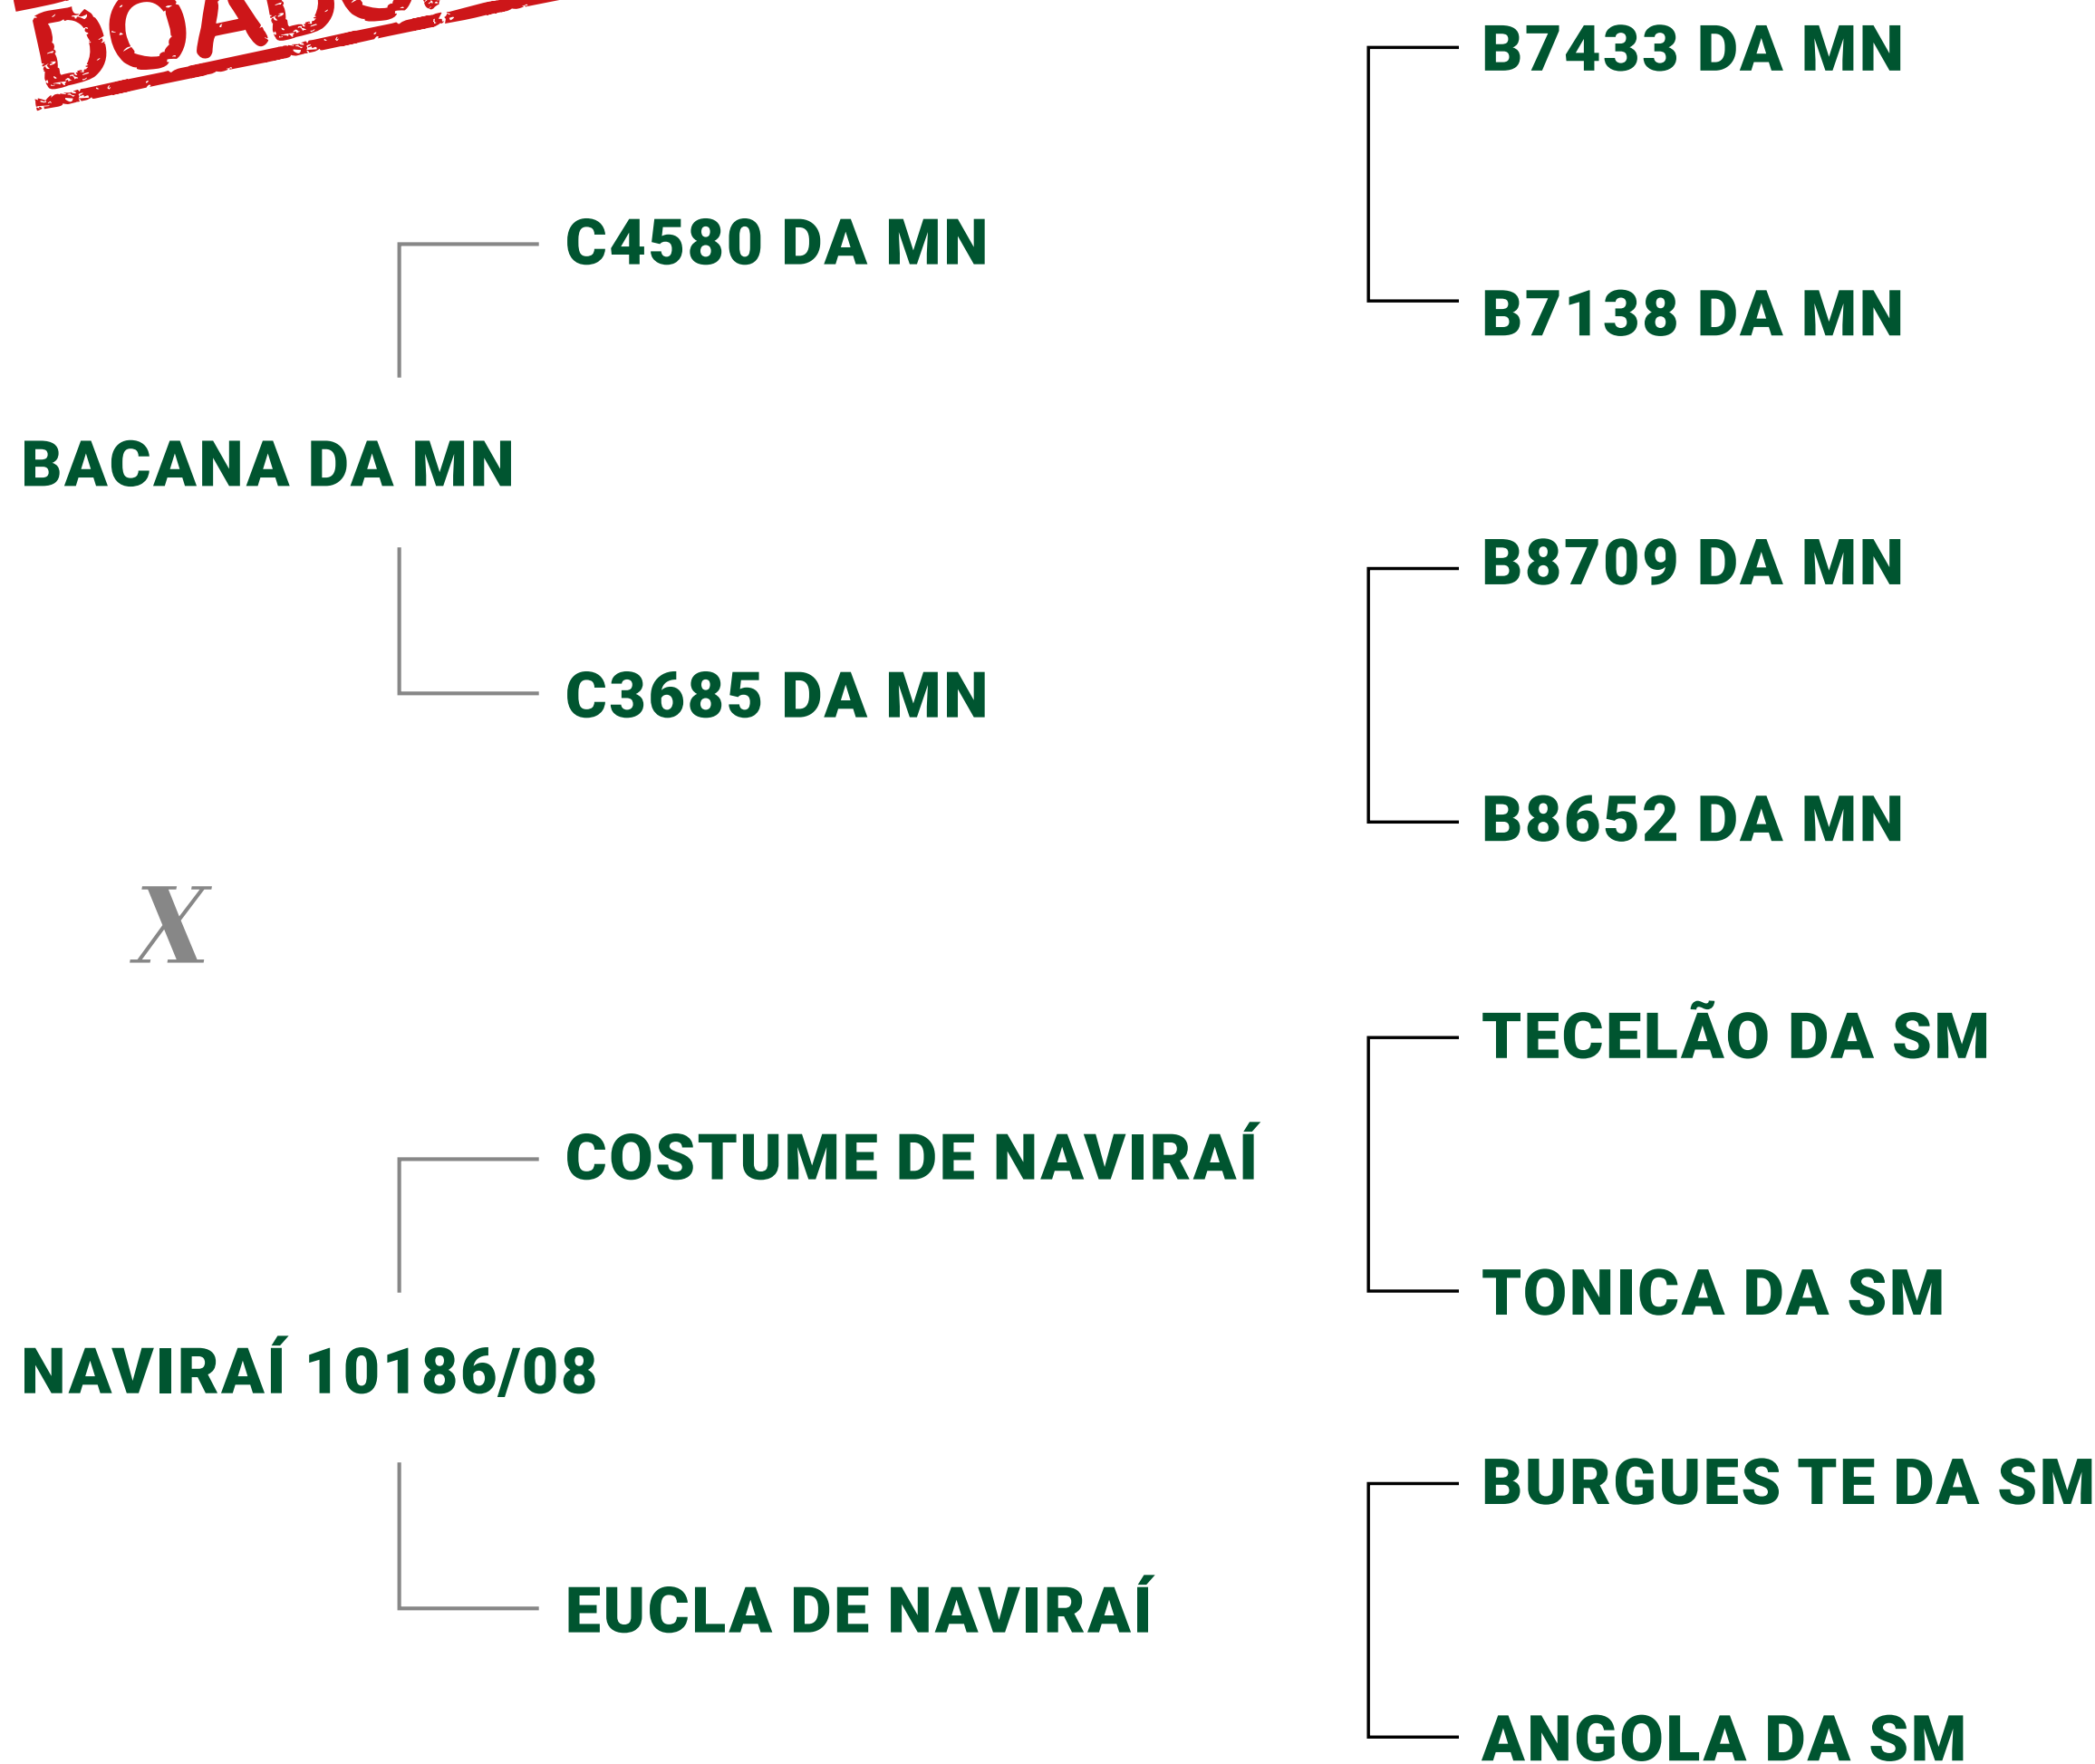 B7433 DA MN
C4580 DA MN
B7138 DA MN
BACANA DA MN
B8709 DA MN
C3685 DA MN
B8652 DA MN
X
TECELÃO DA SM
COSTUME DE NAVIRAÍ
TONICA DA SM
NAVIRAÍ 10186/08
BURGUES TE DA SM
EUCLA DE NAVIRAÍ
ANGOLA DA SM